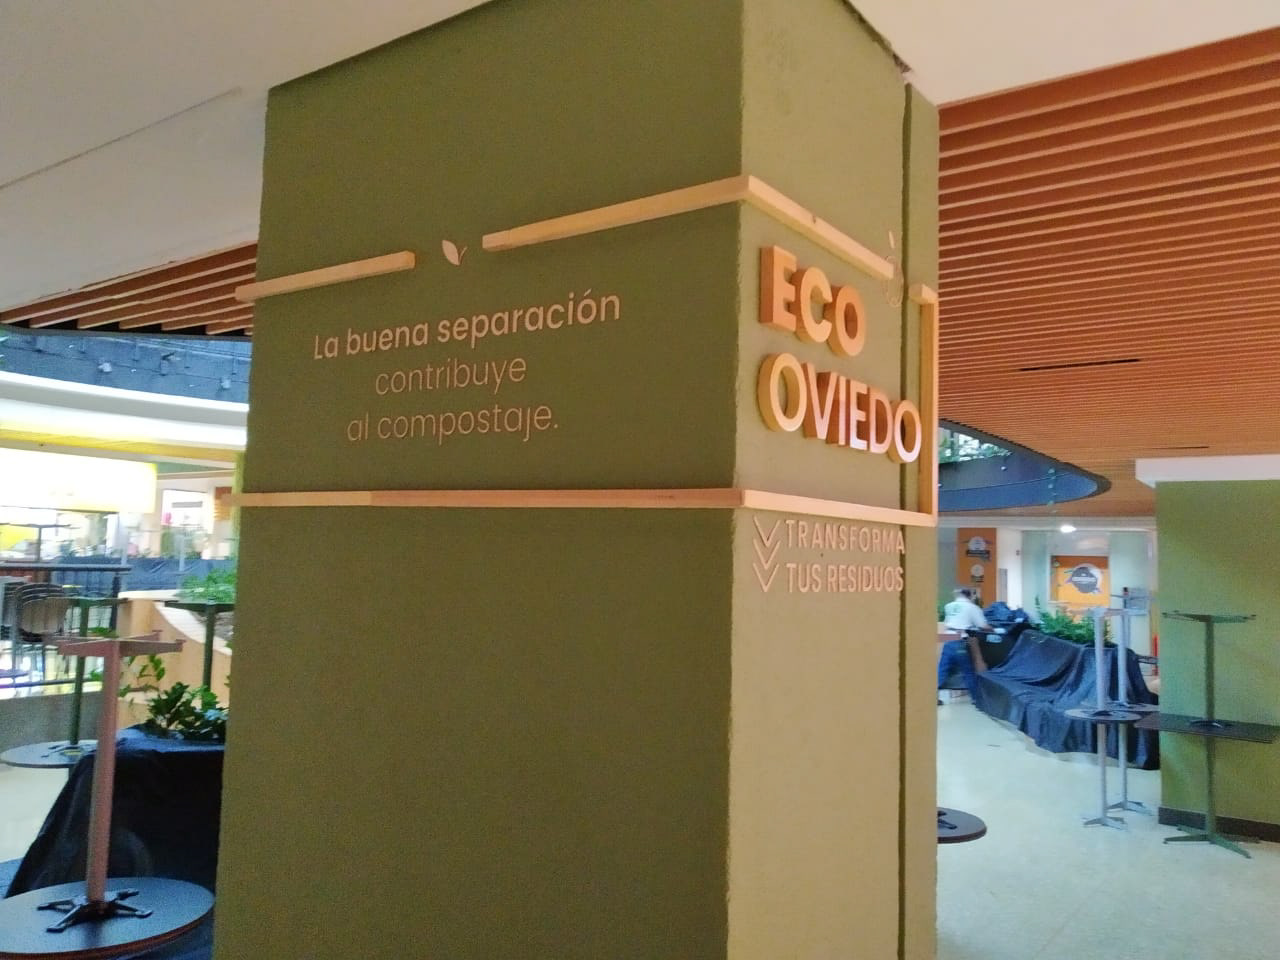 La buena separación
contribuye
al compostaje.
ECO
OVIEDO
TRANSFORMA
TUS RESIDUOS